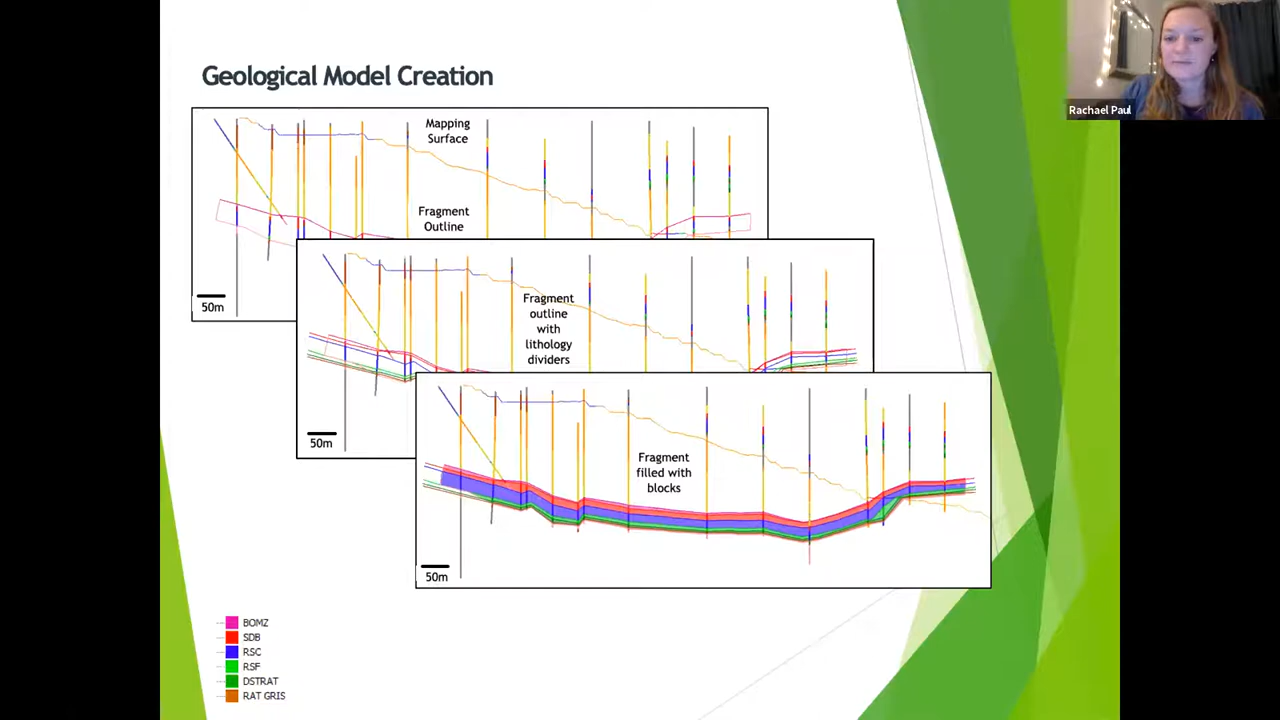 Geological Model Creation
Rachael Paul
Mapping
Surface
Fragment
Outline
50m
Fragment
outline
with
lithology
dividers
50m
Fragment
filled with
blocks
50m
BOMZ
SDB
RSC
RSF
DSTRAT
RAT GRIS